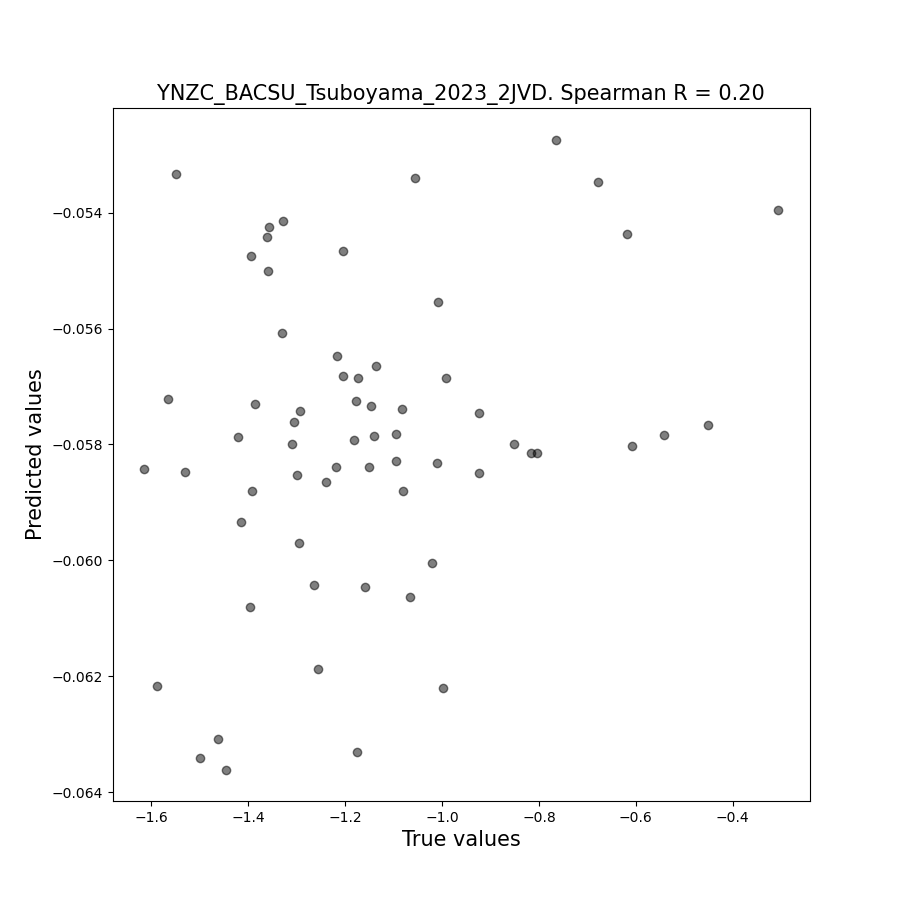 YNZC_BACSU_Tsuboyama_2023_2JVD. Spearman R = 0.20
−0.054
−0.056
−0.058
−0.060
−0.062
−0.064
Predicted values
−1.6 −1.4 −1.2 −1.0 −0.8 −0.6 −0.4
True values